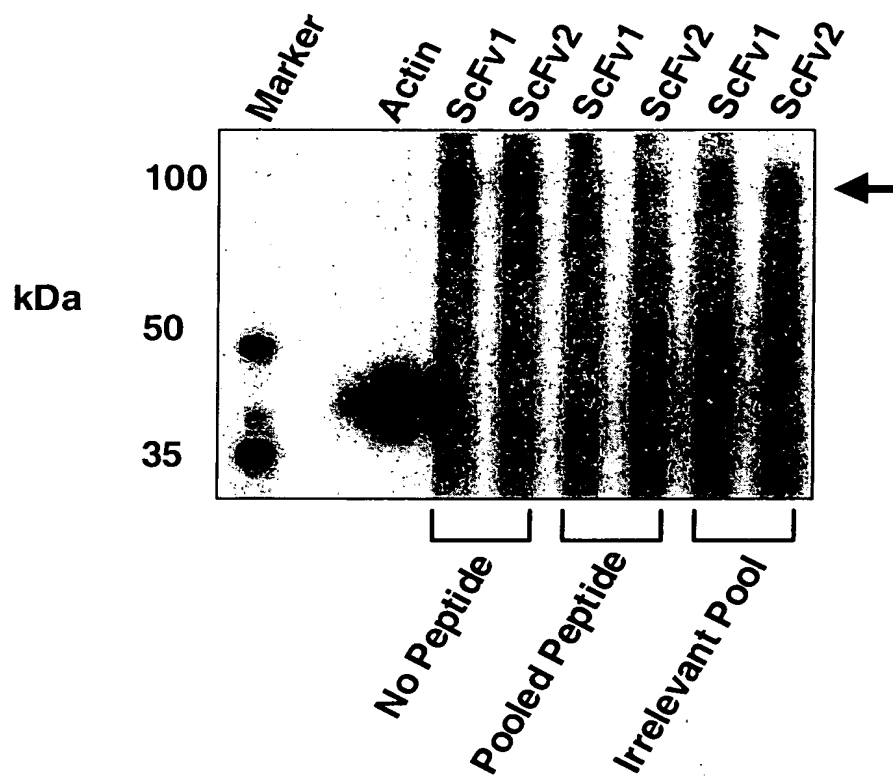 Marker
Actin
ScFv1
ScFv2
ScFv1
ScFv2
ScFv1
ScFv2
100
kDa
50
35
No Peptide
Pooled Peptide
Irrelevant Pool